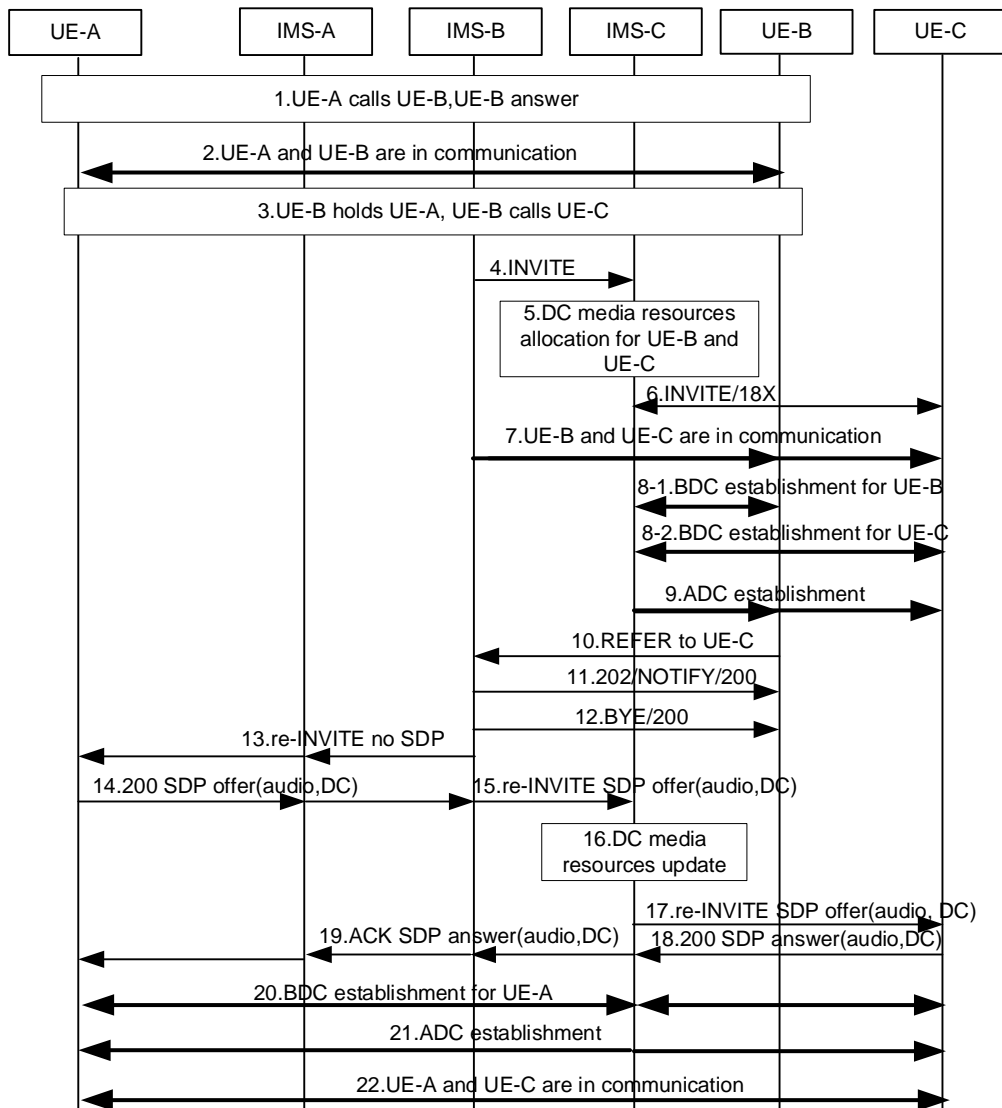 UE-A
IMS-A
IMS-B
IMS-C
UE-B
UE-C
1.UE-A calls UE-B,UE-B answer
2.UE-A and UE-B are in communication
3.UE-B holds UE-A, UE-B calls UE-C
4.INVITE
5.DC media resources
allocation for UE-B and
UE-C
6.INVITE/18X
7.UE-B and UE-C are in communication
8-1.BDC establishment for UE-B
8-2.BDC establishment for UE-C
9.ADC establishment
10.REFER to UE-C
11.202/NOTIFY/200
12.BYE/200
13.re-INVITE no SDP
14.200 SDP offer(audio,DC)
15.re-INVITE SDP offer(audio,DC)
16.DC media
resources update
17.re-INVITE SDP offer(audio, DC)
18.200 SDP answer(audio,DC)
19.ACK SDP answer(audio,DC)
20.BDC establishment for UE-A
21.ADC establishment
22.UE-A and UE-C are in communication